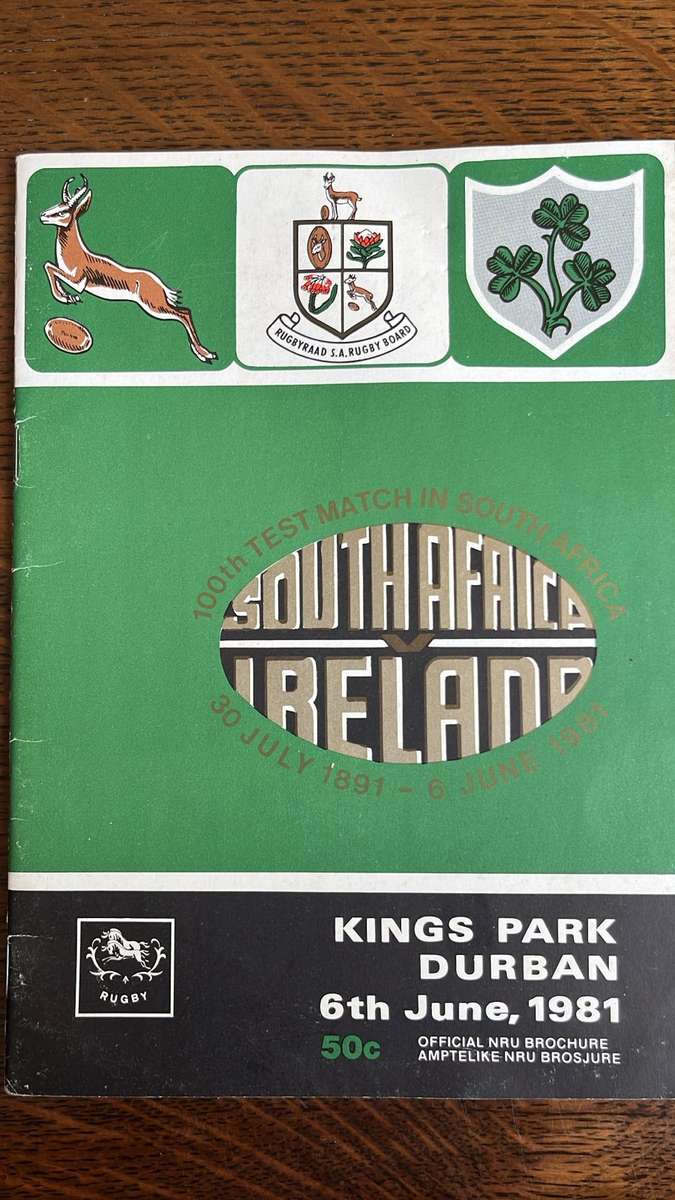 RUGBYRAAD S.A. RUGBY BOARD
100th TEST MATCH IN SOUTH AFRICA
SOUTH AFRICA
V
IRELAND
30 JULY 1891 - 6 JUNE 1981
RUGBY
KINGS PARK
DURBAN
6th June, 1981
50c
OFFICIAL NRU BROCHURE
AMPTELIKE NRU BROSJURE